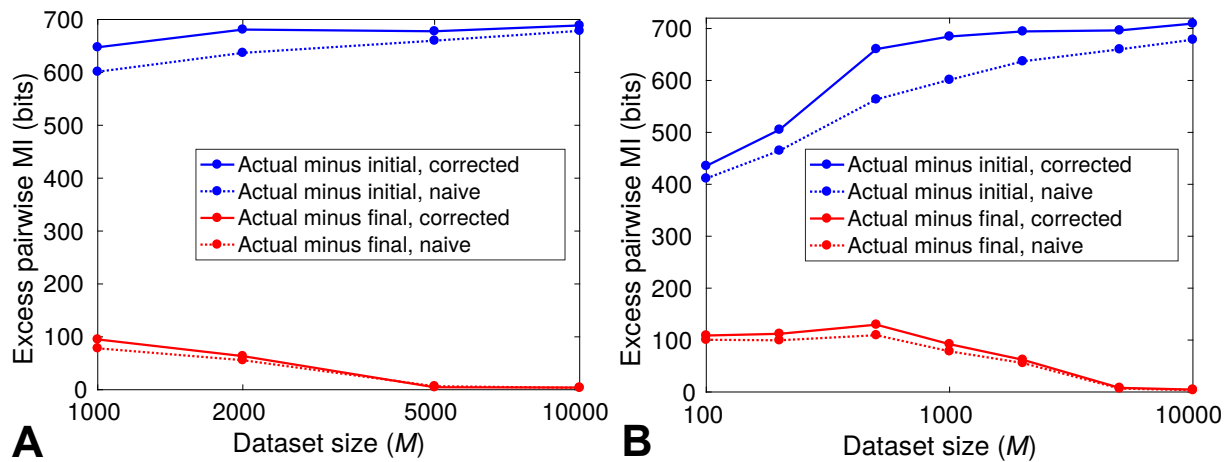 700
600
500
400
300
200
100
0
Excess pairwise MI (bits)
Actual minus initial, corrected
Actual minus initial, naive
Actual minus final, corrected
Actual minus final, naive
1000 2000 5000 10000
Dataset size (M)
A
700
600
500
400
300
200
100
0
Excess pairwise MI (bits)
Actual minus initial, corrected
Actual minus initial, naive
Actual minus final, corrected
Actual minus final, naive
100 1000 10000
Dataset size (M)
B